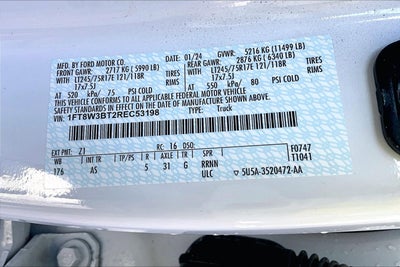 MFD. BY FORD MOTOR CO. 01/24 GVWR: 5216 KG (11499 LB)
FRONT GAWR: 2717 KG (5990 LB) REAR GAWR: 2876 KG (6340 LB)
WITH LT245/75R17E 121/118R TIRES WITH LT245/75R17E 121/118R TIRES
17x7.5J RIMS 17x7.5J RIMS
AT 520 kPa/ 75 PSI COLD AT 550 kPa/ 80 PSI COLD
THIS VEHICLE CONFORMS TO ALL APPLICABLE FEDERAL MOTOR VEHICLE
SAFETY STANDARDS IN EFFECT ON THE DATE OF MANUFACTURE SHOWN ABOVE.
VIN: 1FT8W3BT2REC53198 TYPE: Truck
EXT PNT: Z1 RC: 16 DSO: F0747
WB INT TR TP/PS R AXLE TR SPR T1041
176 AS 5 31 G RRNN
ULC 5U5A-3520472-AA